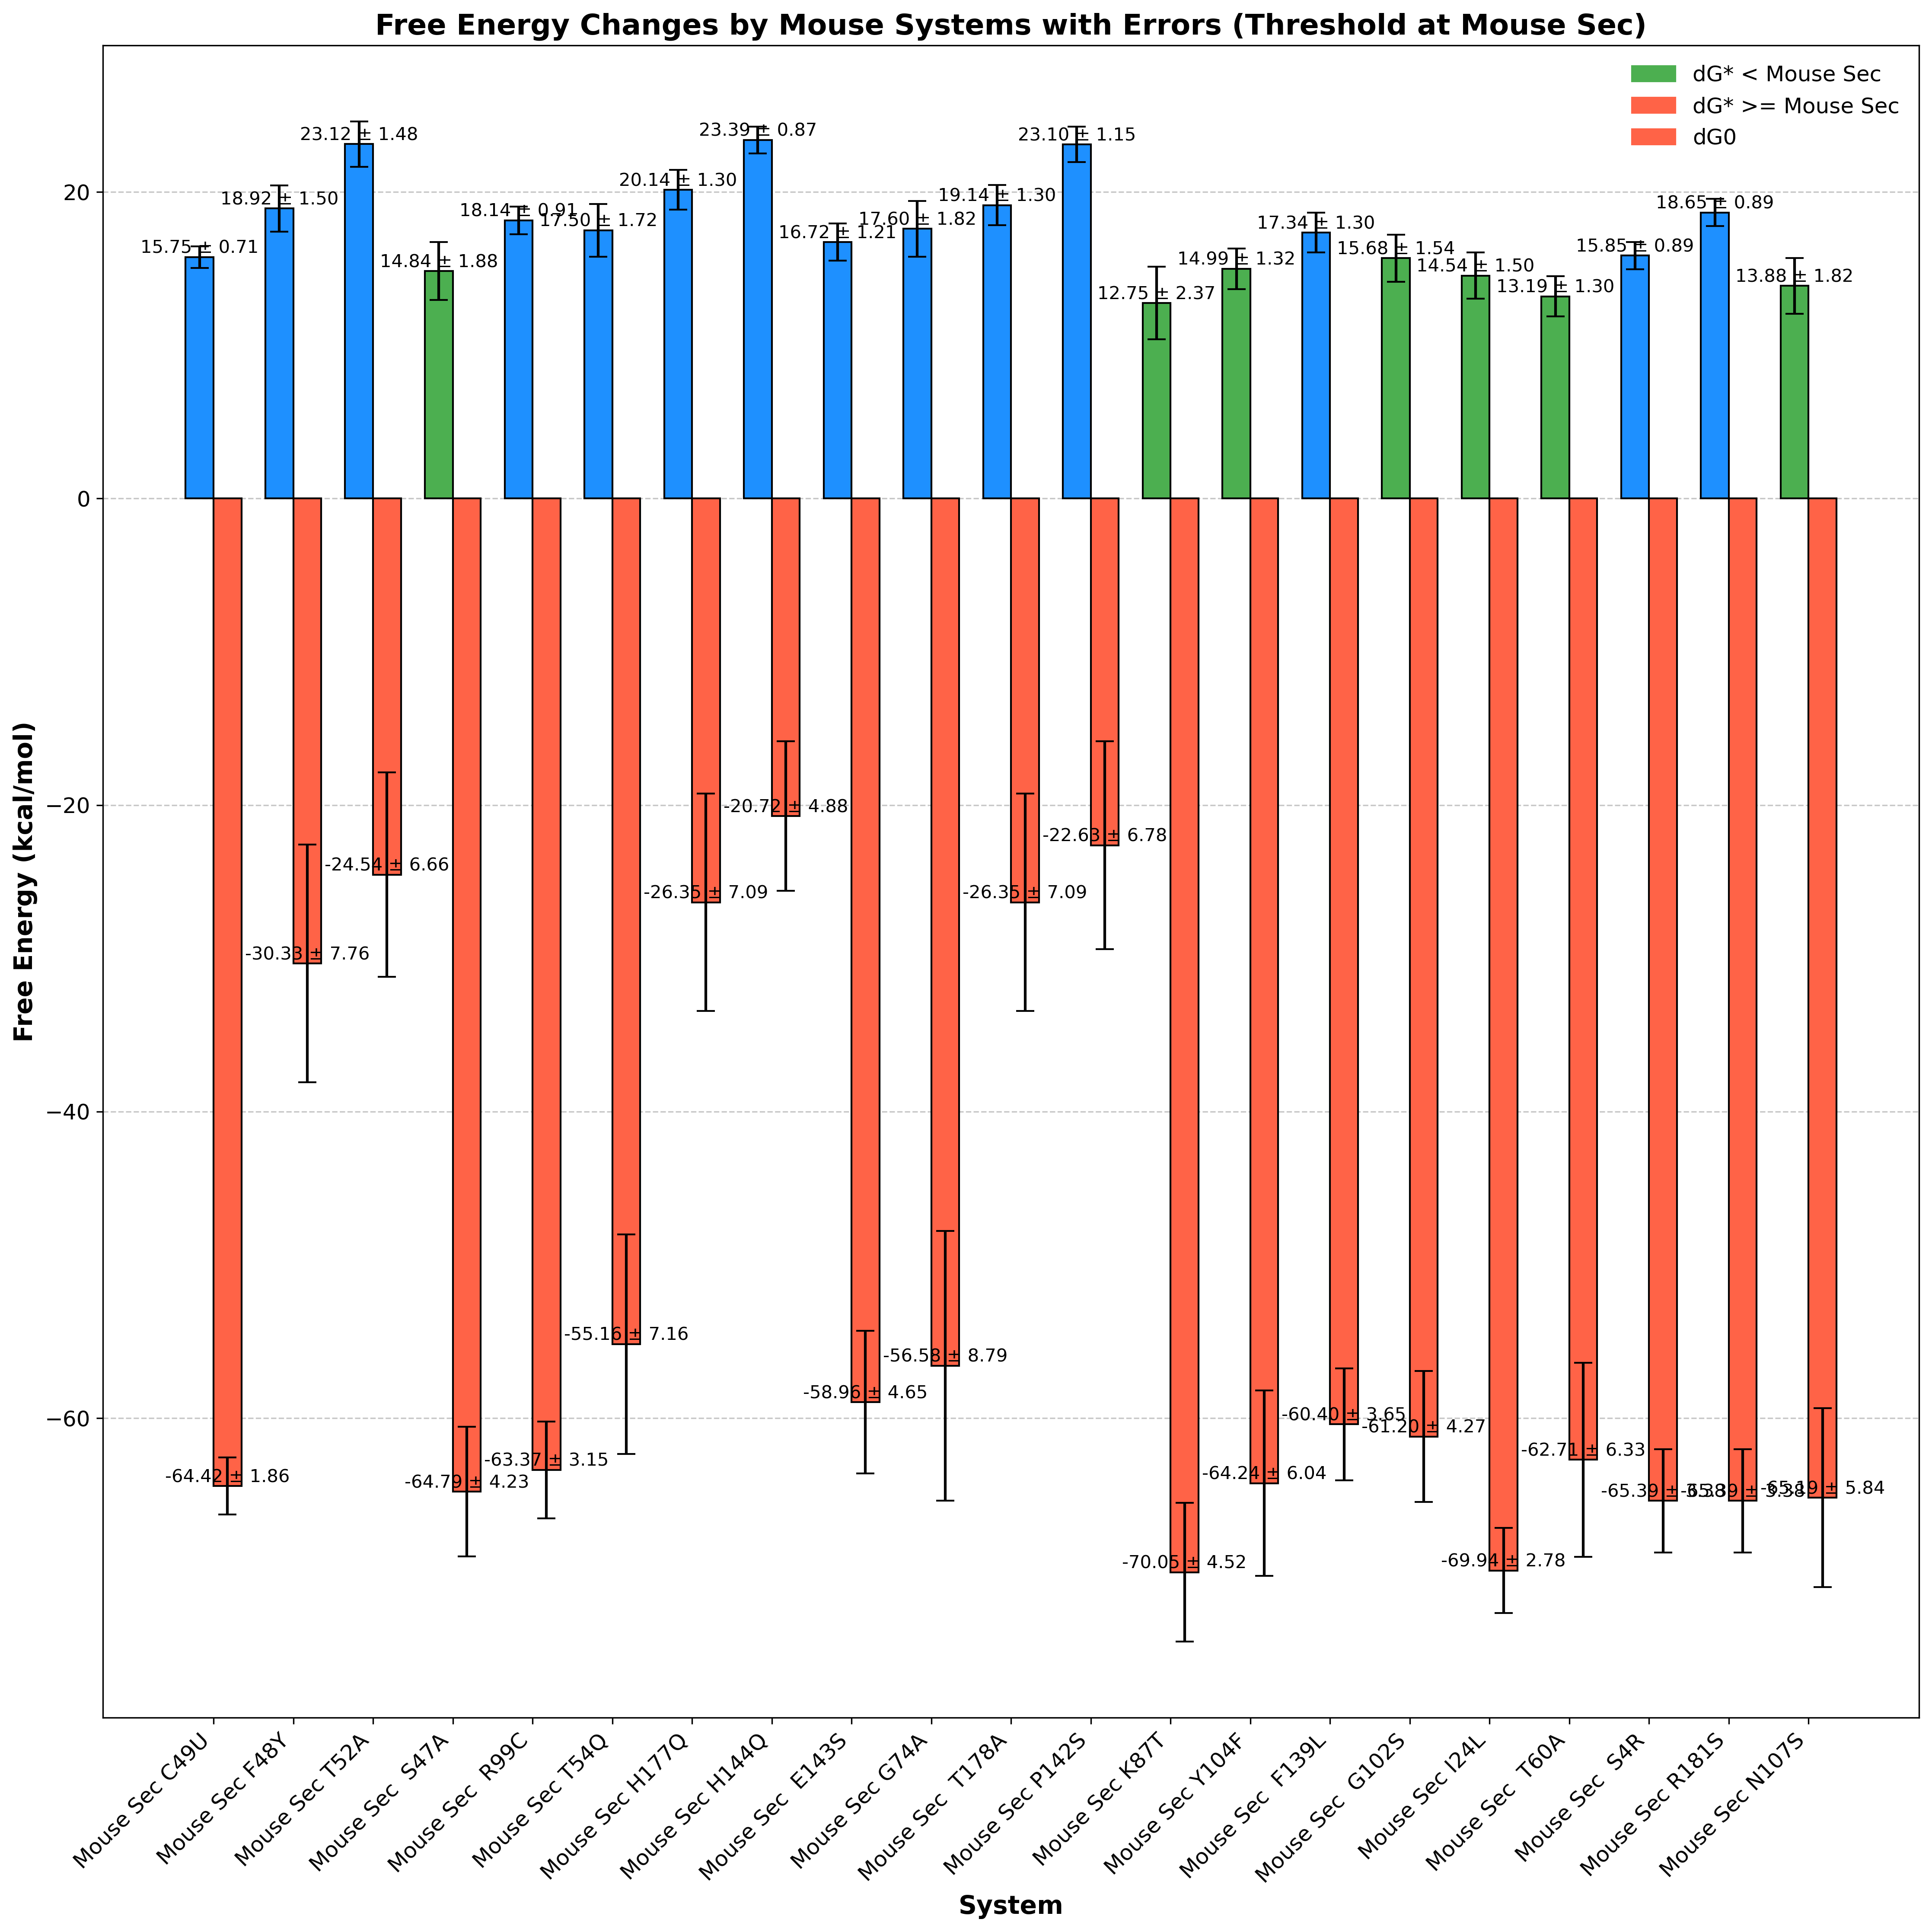 Free Energy Changes by Mouse Systems with Errors (Threshold at Mouse Sec)
dG* < Mouse Sec
dG* >= Mouse Sec
dG0
Free Energy (kcal/mol)
20
0
−20
−40
−60
15.75 ± 0.71
18.92 ± 1.50
23.12 ± 1.48
14.84 ± 1.88
18.14 ± 0.91
17.50 ± 1.72
20.14 ± 1.30
23.39 ± 0.87
16.72 ± 1.21
17.60 ± 1.82
19.14 ± 1.30
23.10 ± 1.15
12.75 ± 2.37
14.99 ± 1.32
17.34 ± 1.30
15.68 ± 1.54
14.54 ± 1.50
13.19 ± 1.30
15.85 ± 0.89
18.65 ± 0.89
13.88 ± 1.82
-64.42 ± 1.86
-30.33 ± 7.76
-24.54 ± 6.66
-64.79 ± 4.23
-63.37 ± 3.15
-55.16 ± 7.16
-26.35 ± 7.09
-20.72 ± 4.88
-58.96 ± 4.65
-56.58 ± 8.79
-26.35 ± 7.09
-22.63 ± 6.78
-70.05 ± 4.52
-64.24 ± 6.04
-60.40 ± 3.65
-61.20 ± 4.27
-69.94 ± 2.78
-62.71 ± 6.33
-65.39 ± 3.38
-65.39 ± 3.38
-65.19 ± 5.84
Mouse Sec C49U
Mouse Sec F48Y
Mouse Sec T52A
Mouse Sec  S47A
Mouse Sec  R99C
Mouse Sec T54Q
Mouse Sec H177Q
Mouse Sec H144Q
Mouse Sec  E143S
Mouse Sec G74A
Mouse Sec  T178A
Mouse Sec P142S
Mouse Sec K87T
Mouse Sec Y104F
Mouse Sec  F139L
Mouse Sec  G102S
Mouse Sec I24L
Mouse Sec  T60A
Mouse Sec  S4R
Mouse Sec R181S
Mouse Sec N107S
System